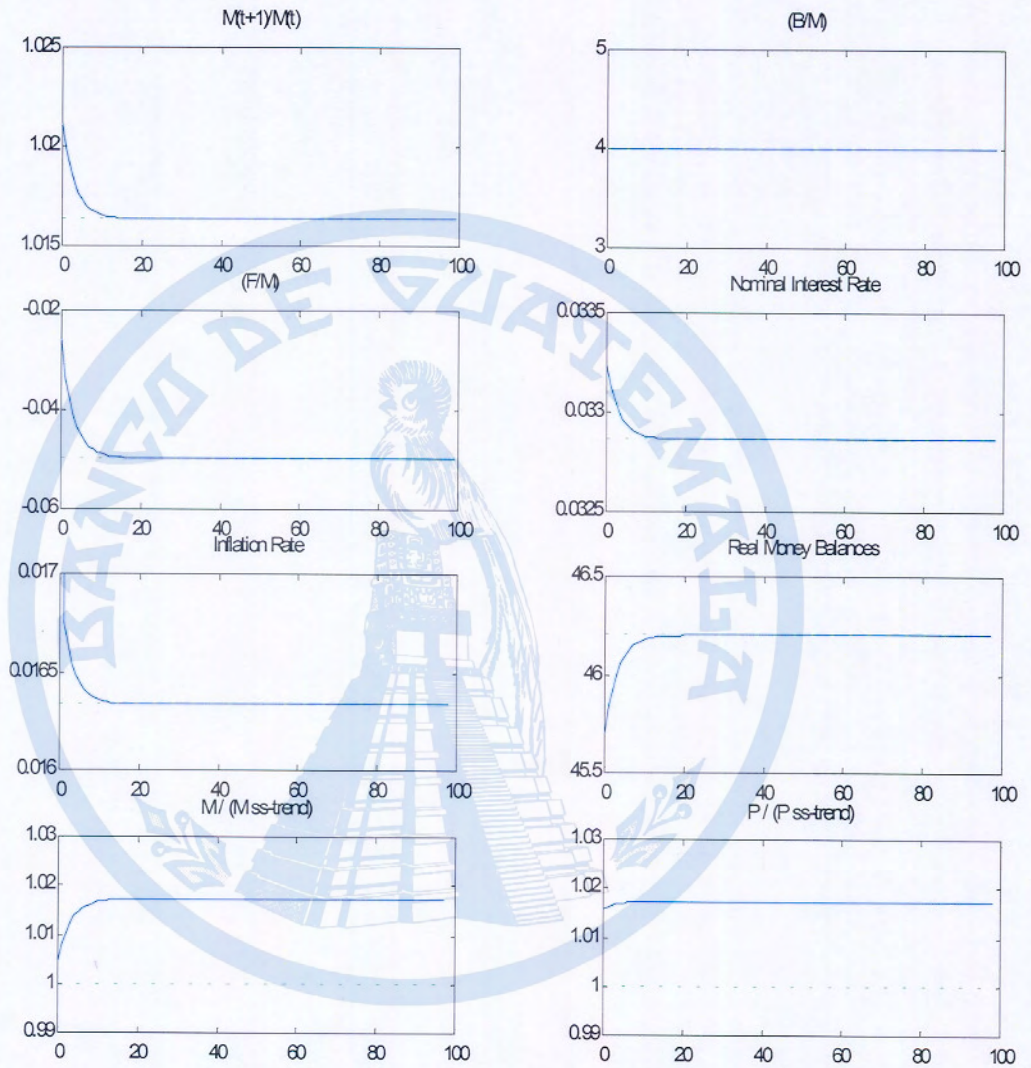 M(t+1)/M(t)
1.025
1.02
1.015
0 20 40 60 80 100
(B/M)
5
4
3
0 20 40 60 80 100
(F/M)
-0.02
-0.04
-0.06
0 20 40 60 80 100
Nominal Interest Rate
0.0335
0.033
0.0325
0 20 40 60 80 100
Inflation Rate
0.017
0.0165
0.016
0 20 40 60 80 100
Real Money Balances
46.5
46
45.5
0 20 40 60 80 100
M / (M ss-trend)
1.03
1.02
1.01
1
0.99
0 20 40 60 80 100
P / (P ss-trend)
1.03
1.02
1.01
1
0.99
0 20 40 60 80 100
BANCO DE GUATEMALA